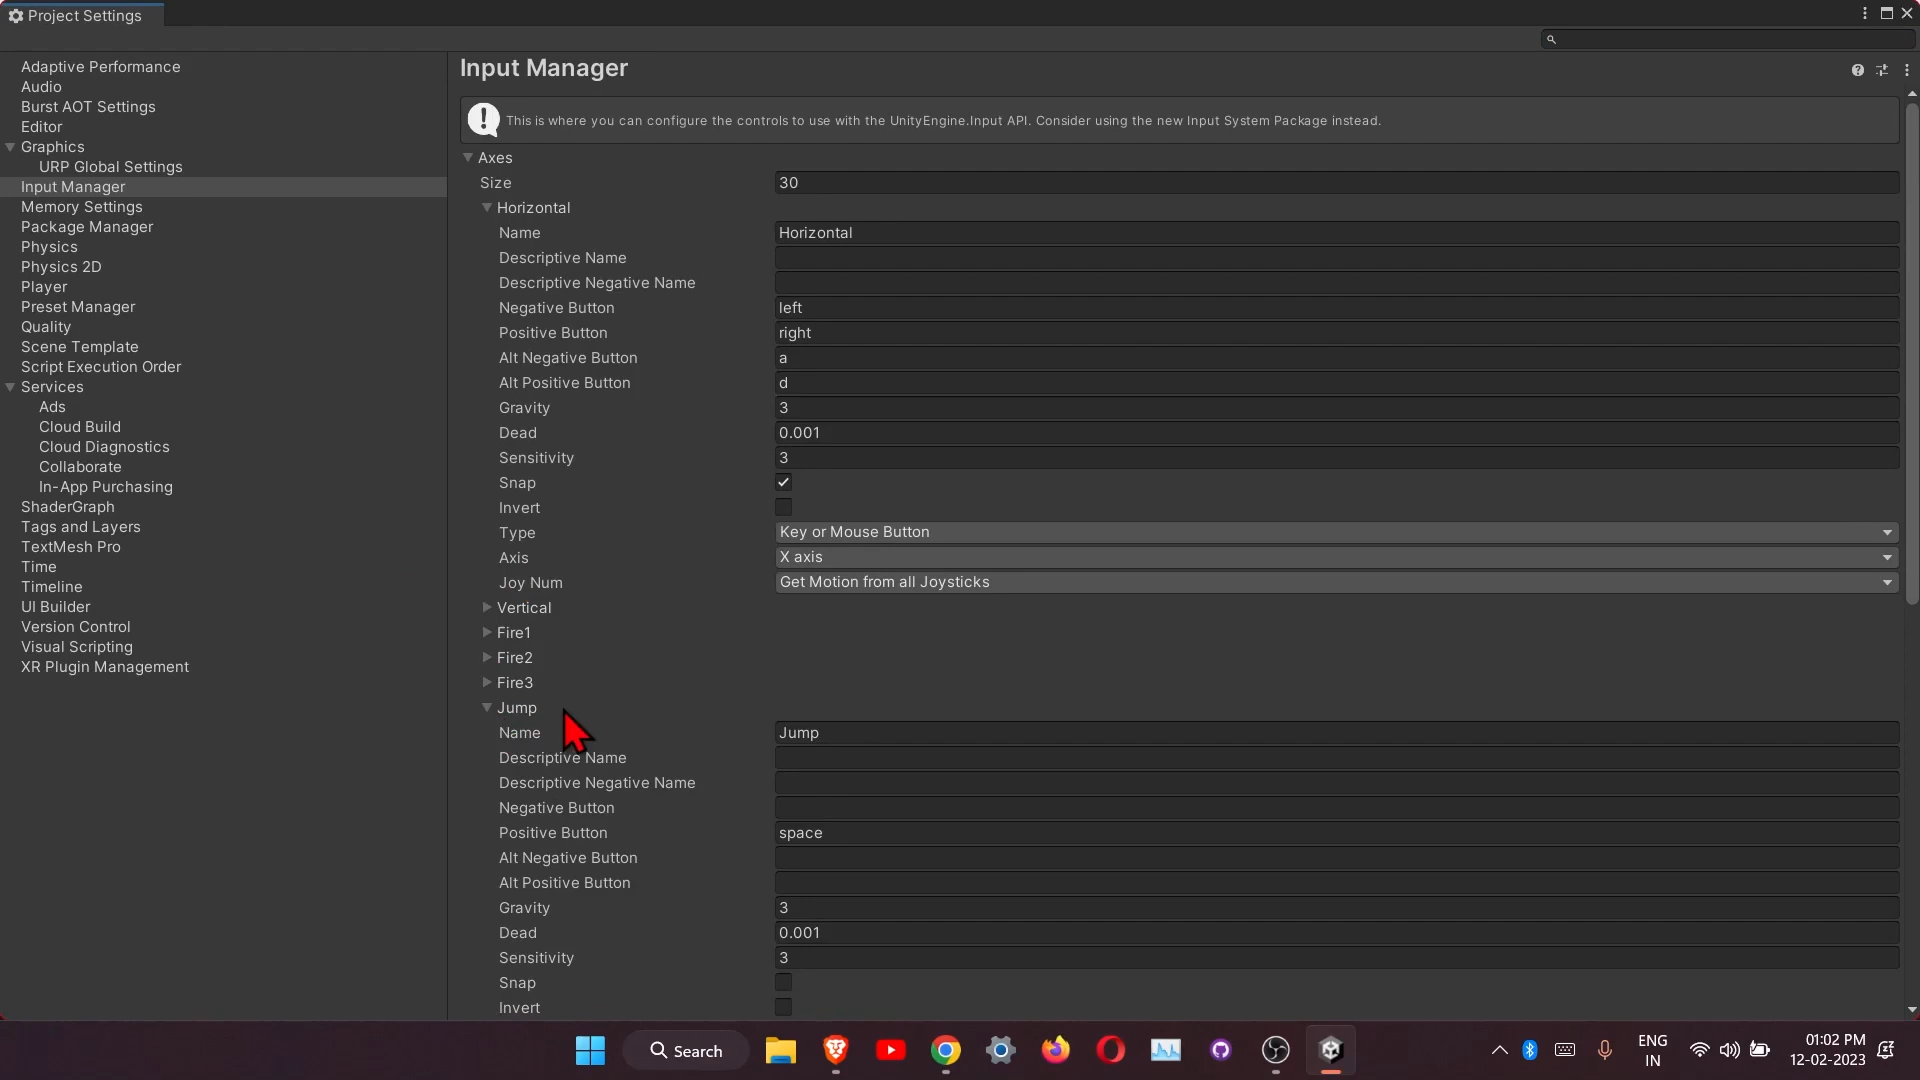 Project Settings
Adaptive Performance
Audio
Burst AOT Settings
Editor
Graphics
URP Global Settings
Input Manager
Memory Settings
Package Manager
Physics
Physics 2D
Player
Preset Manager
Quality
Scene Template
Script Execution Order
Services
Ads
Cloud Build
Cloud Diagnostics
Collaborate
In-App Purchasing
ShaderGraph
Tags and Layers
TextMesh Pro
Time
Timeline
UI Builder
Version Control
Visual Scripting
XR Plugin Management
Input Manager
This is where you can configure the controls to use with the UnityEngine.Input API. Consider using the new Input System Package instead.
Axes
Size 30
Horizontal
Name Horizontal
Descriptive Name
Descriptive Negative Name
Negative Button left
Positive Button right
Alt Negative Button a
Alt Positive Button d
Gravity 3
Dead 0.001
Sensitivity 3
Snap
Invert
Type Key or Mouse Button
Axis X axis
Joy Num Get Motion from all Joysticks
Vertical
Fire1
Fire2
Fire3
Jump
Name Jump
Descriptive Name
Descriptive Negative Name
Negative Button
Positive Button space
Alt Negative Button
Alt Positive Button
Gravity 3
Dead 0.001
Sensitivity 3
Snap
Invert
Search
ENG
IN
01:02 PM
12-02-2023